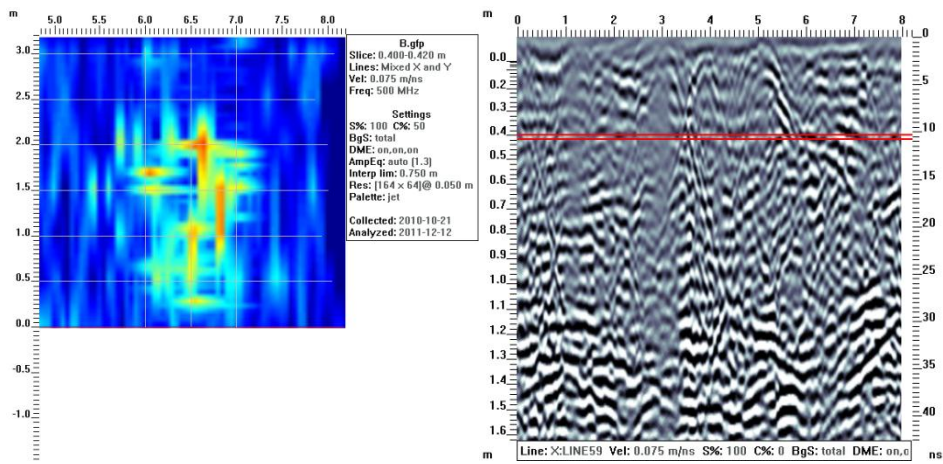 m 5.0 5.5 6.0 6.5 7.0 7.5 8.0
3.0
2.5
2.0
1.5
1.0
0.5
0.0
-0.5
-1.0
B.gfp
Slice: 0.400-0.420 m
Lines: Mixed X and Y
Vel: 0.075 m/ns
Freq: 500 MHz
Settings
S%: 100 C%: 50
BgS: total
DME: on,on,on
AmpEq: auto [1.3]
Interp lim: 0.750 m
Res: [164 x 64]@ 0.050 m
Palette: jet
Collected: 2010-10-21
Analyzed: 2011-12-12
m 0 1 2 3 4 5 6 7 8
0.0
0.1
0.2
0.3
0.4
0.5
0.6
0.7
0.8
0.9
1.0
1.1
1.2
1.3
1.4
1.5
1.6
m
0
5
10
15
20
25
30
35
40
ns
Line: X:LINE59 Vel: 0.075 m/ns S%: 100 C%: 0 BgS: total DME: on,o